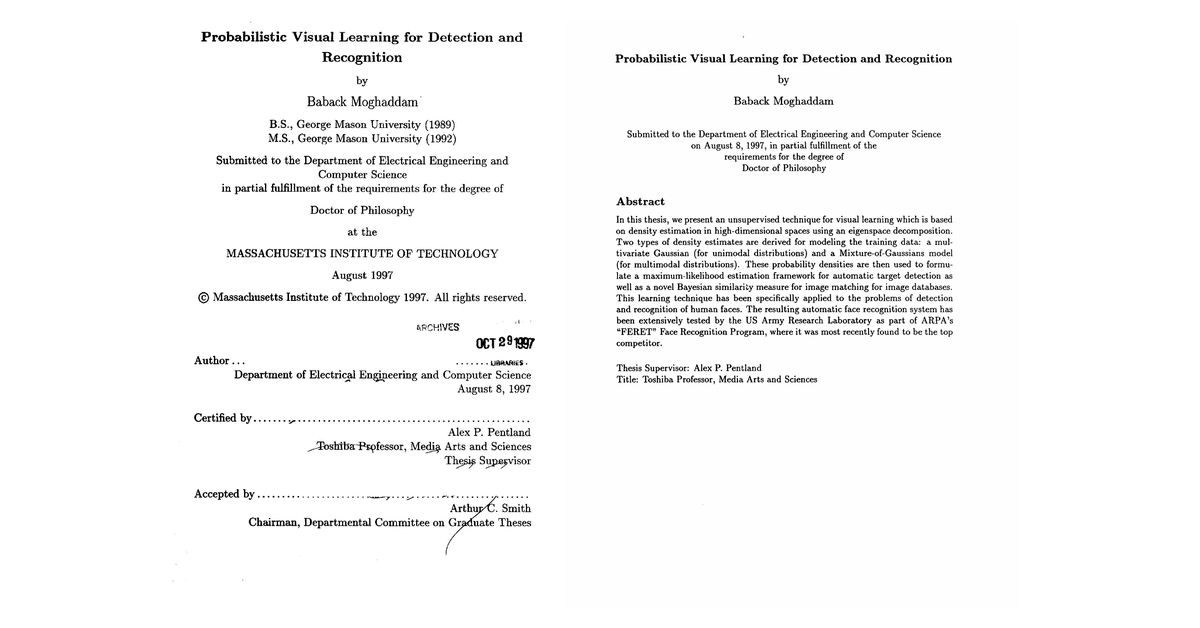 Probabilistic Visual Learning for Detection and
Recognition
by
Baback Moghaddam
B.S., George Mason University (1989)
M.S., George Mason University (1992)
Submitted to the Department of Electrical Engineering and
Computer Science
in partial fulfillment of the requirements for the degree of
Doctor of Philosophy
at the
MASSACHUSETTS INSTITUTE OF TECHNOLOGY
August 1997
© Massachusetts Institute of Technology 1997. All rights reserved.
ARCHIVES
OCT 29 1997
Author ... ....... LIBRARIES .
Department of Electrical Engineering and Computer Science
August 8, 1997
Certified by..............................................
Alex P. Pentland
Toshiba Professor, Media Arts and Sciences
Thesis Supervisor
Accepted by..............................................
Arthur C. Smith
Chairman, Departmental Committee on Graduate Theses
Probabilistic Visual Learning for Detection and Recognition
by
Baback Moghaddam
Submitted to the Department of Electrical Engineering and Computer Science
on August 8, 1997, in partial fulfillment of the
requirements for the degree of
Doctor of Philosophy
Abstract
In this thesis, we present an unsupervised technique for visual learning which is based
on density estimation in high-dimensional spaces using an eigenspace decomposition.
Two types of density estimates are derived for modeling the training data: a mul-
tivariate Gaussian (for unimodal distributions) and a Mixture-of-Gaussians model
(for multimodal distributions). These probability densities are then used to formu-
late a maximum-likelihood estimation framework for automatic target detection as
well as a novel Bayesian similarity measure for image matching for image databases.
This learning technique has been specifically applied to the problems of detection
and recognition of human faces. The resulting automatic face recognition system has
been extensively tested by the US Army Research Laboratory as part of ARPA's
"FERET" Face Recognition Program, where it was most recently found to be the top
competitor.
Thesis Supervisor: Alex P. Pentland
Title: Toshiba Professor, Media Arts and Sciences